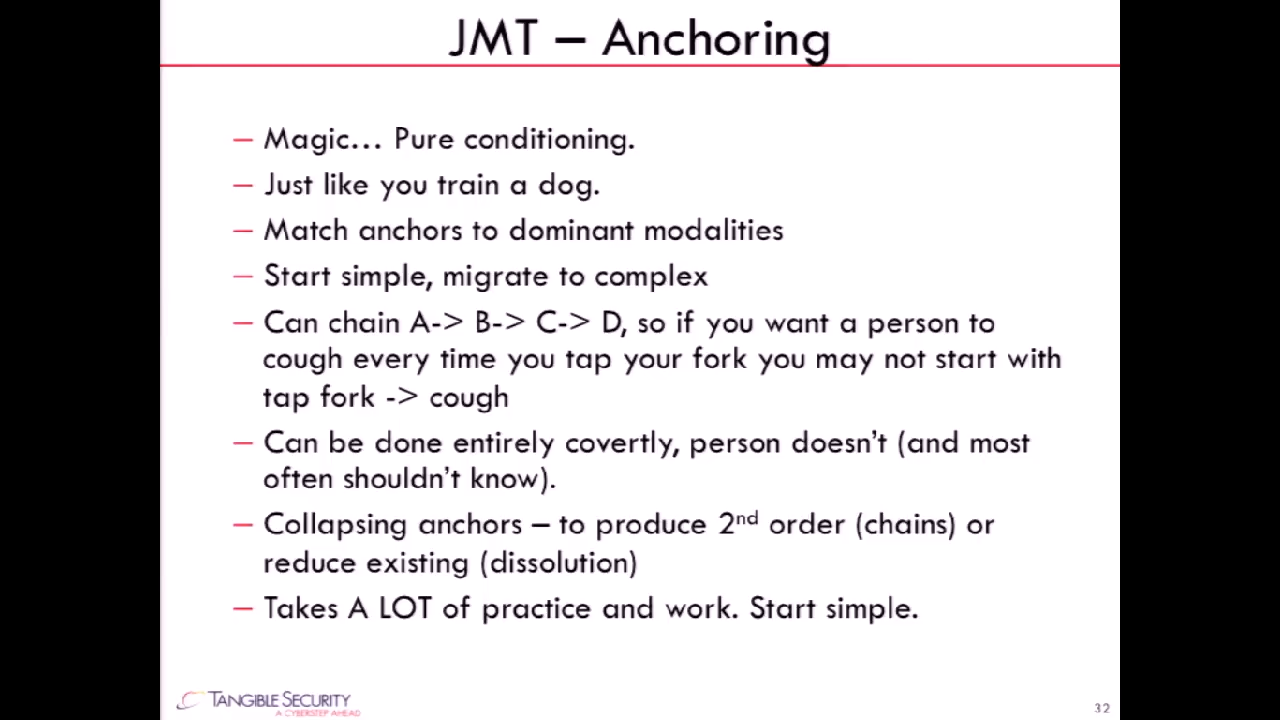 JMT – Anchoring
– Magic... Pure conditioning.
– Just like you train a dog.
– Match anchors to dominant modalities
– Start simple, migrate to complex
– Can chain A-> B-> C-> D, so if you want a person to
cough every time you tap your fork you may not start with
tap fork -> cough
– Can be done entirely covertly, person doesn't (and most
often shouldn't know).
– Collapsing anchors – to produce 2nd order (chains) or
reduce existing (dissolution)
– Takes A LOT of practice and work. Start simple.
TANGIBLE SECURITY
A CYBERSTEP AHEAD
32